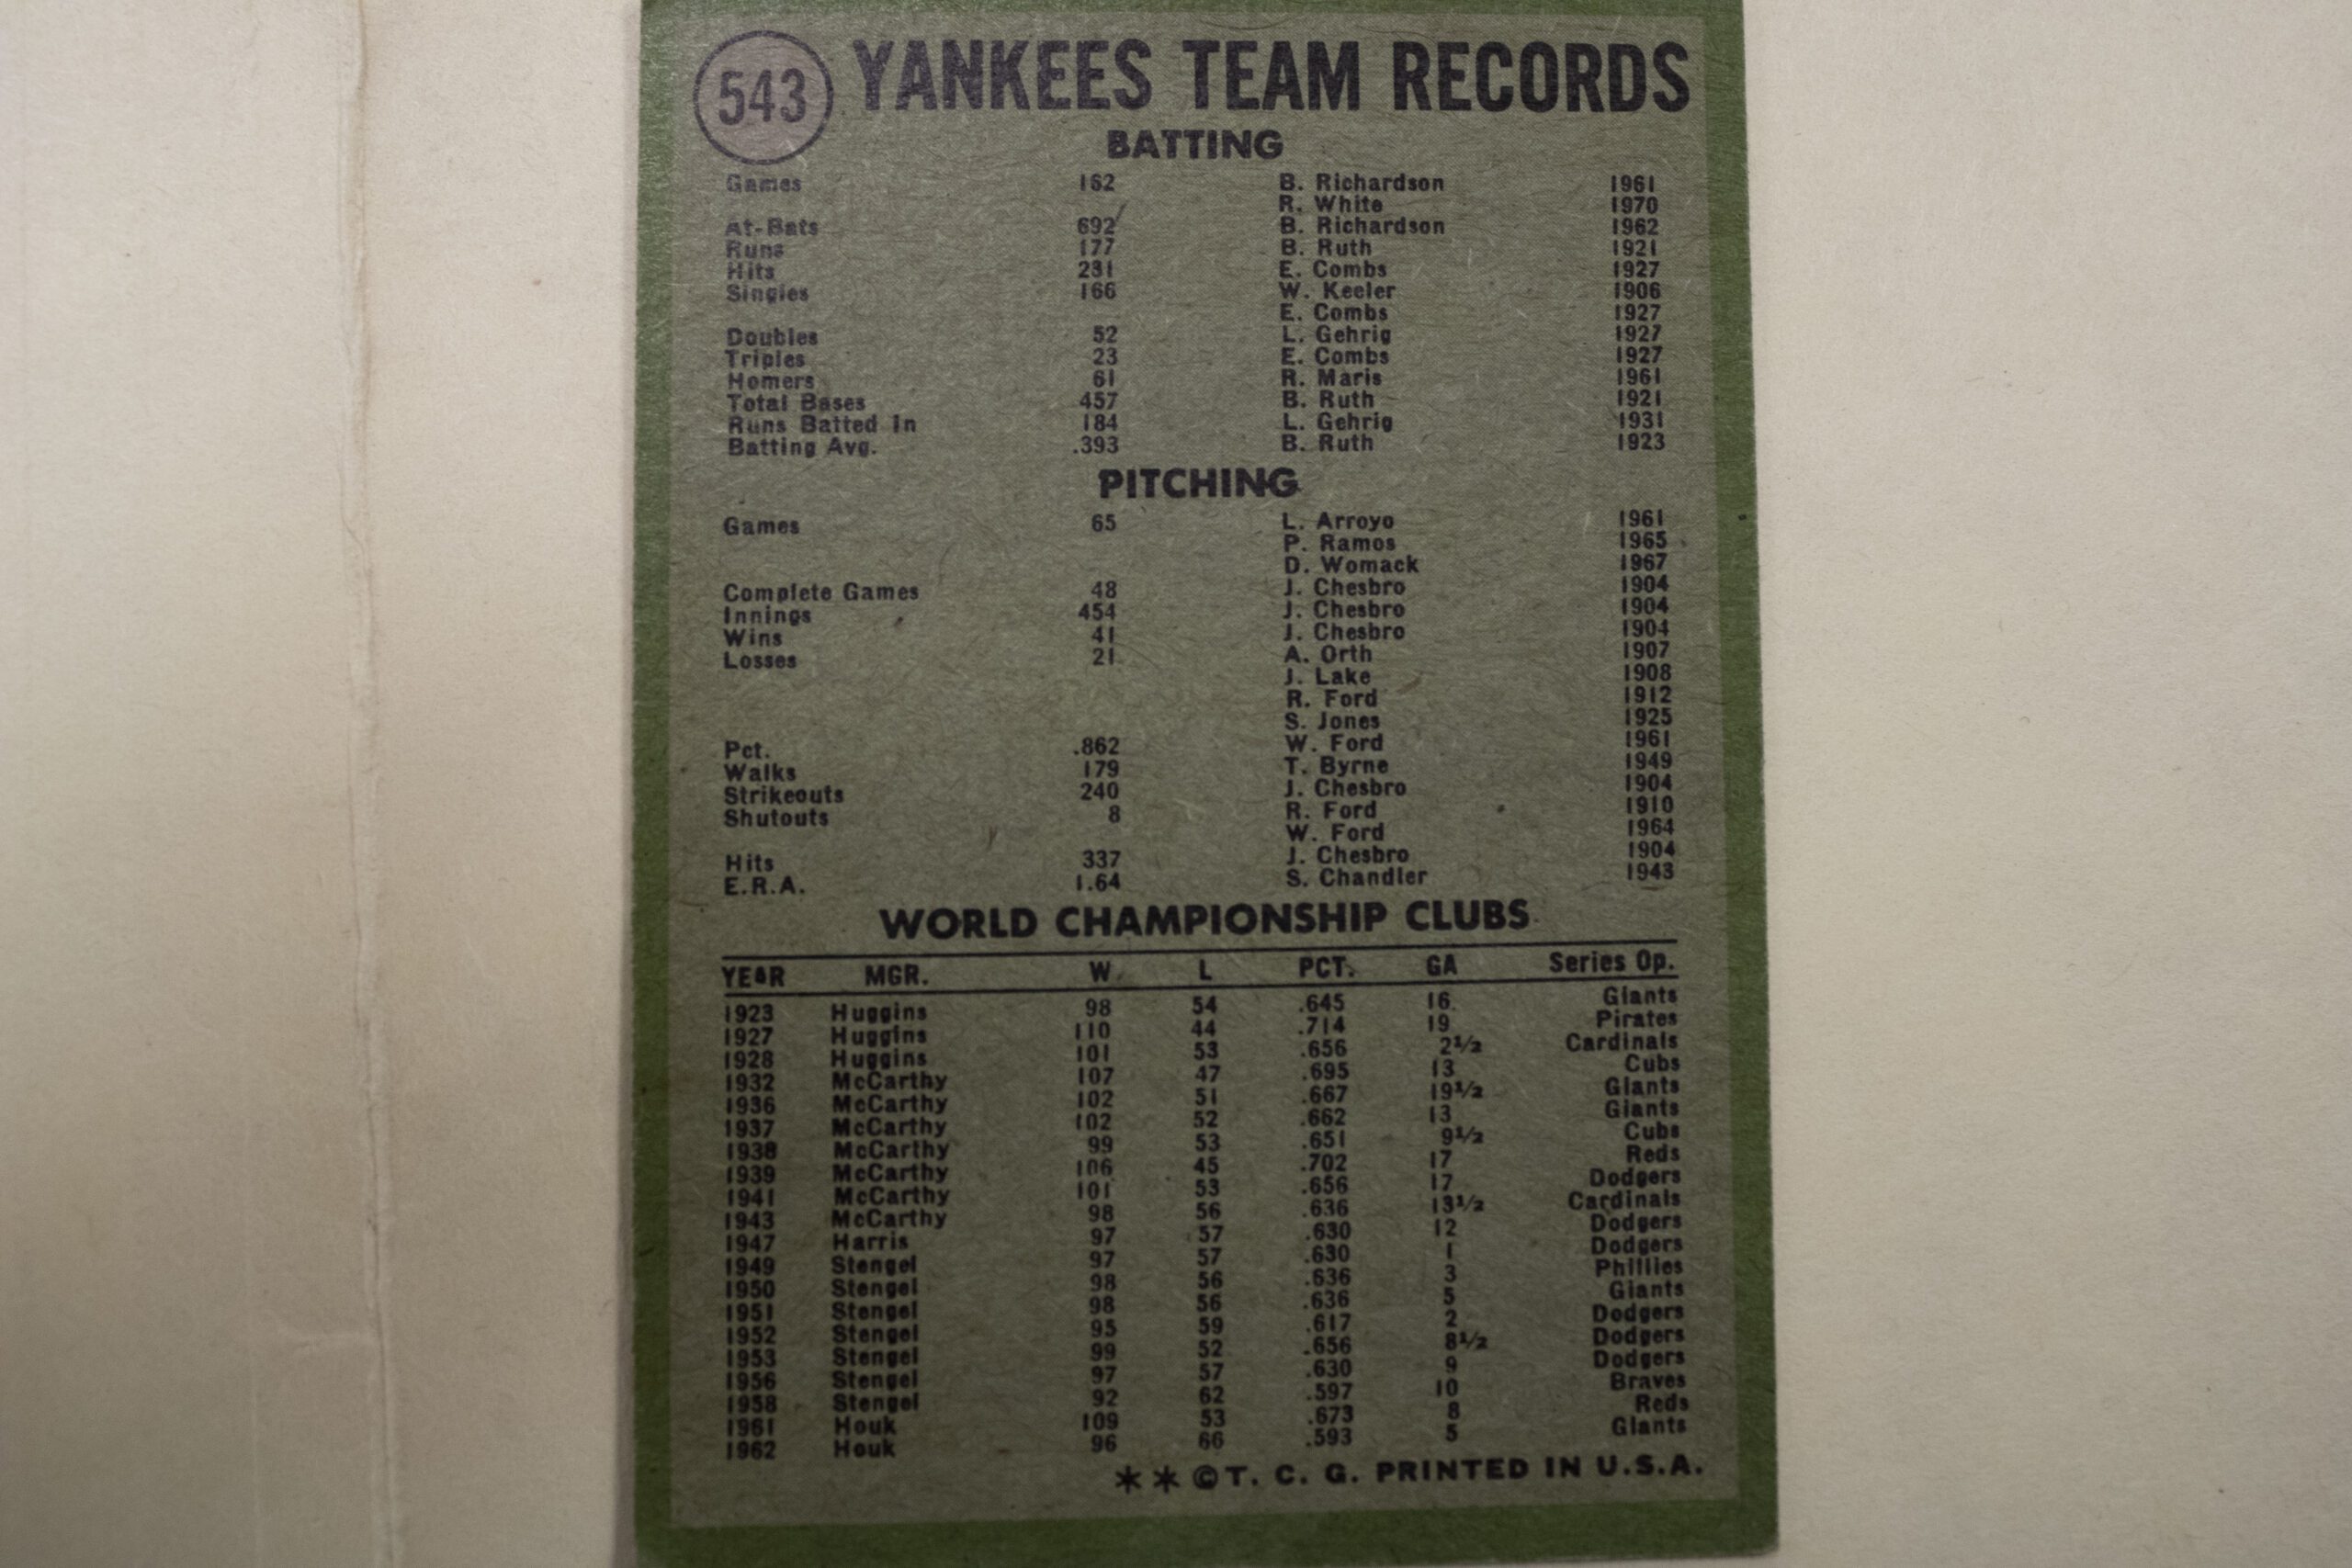 543 YANKEES TEAM RECORDS
BATTING
Games 162 B. Richardson 1961
R. White 1970
At-Bats 692 B. Richardson 1962
Runs 177 B. Ruth 1921
Hits 231 E. Combs 1927
Singles 166 W. Keeler 1906
E. Combs 1927
Doubles 52 L. Gehrig 1927
Triples 23 E. Combs 1927
Homers 61 R. Maris 1961
Total Bases 457 B. Ruth 1921
Runs Batted In 184 L. Gehrig 1931
Batting Avg. .393 B. Ruth 1923
PITCHING
Games 65 L. Arroyo 1961
P. Ramos 1965
D. Womack 1967
Complete Games 48 J. Chesbro 1904
Innings 454 J. Chesbro 1904
Wins 41 J. Chesbro 1904
Losses 21 A. Orth 1907
J. Lake 1908
R. Ford 1912
S. Jones 1925
Pct. .862 W. Ford 1961
Walks 179 T. Byrne 1949
Strikeouts 240 J. Chesbro 1904
Shutouts 8 R. Ford 1910
W. Ford 1964
Hits 337 J. Chesbro 1904
E.R.A. 1.64 S. Chandler 1943
WORLD CHAMPIONSHIP CLUBS
YEAR MGR. W L PCT. GA Series Op.
1923 Huggins 98 54 .645 16 Giants
1927 Huggins 110 44 .714 19 Pirates
1928 Huggins 101 53 .656 2½ Cardinals
1932 McCarthy 107 47 .695 13 Cubs
1936 McCarthy 102 51 .667 19½ Giants
1937 McCarthy 102 52 .662 13 Giants
1938 McCarthy 99 53 .651 9½ Cubs
1939 McCarthy 106 45 .702 17 Reds
1941 McCarthy 101 53 .656 17 Dodgers
1943 McCarthy 98 56 .636 13½ Cardinals
1947 Harris 97 57 .630 12 Dodgers
1949 Stengel 97 57 .630 1 Dodgers
1950 Stengel 98 56 .636 3 Phillies
1951 Stengel 98 56 .636 5 Giants
1952 Stengel 95 59 .617 2 Dodgers
1953 Stengel 99 52 .656 8½ Dodgers
1956 Stengel 97 57 .630 9 Dodgers
1958 Stengel 92 62 .597 10 Braves
1961 Houk 109 53 .673 8 Reds
1962 Houk 96 66 .593 5 Giants
✶✶©T. C. G. PRINTED IN U.S.A.